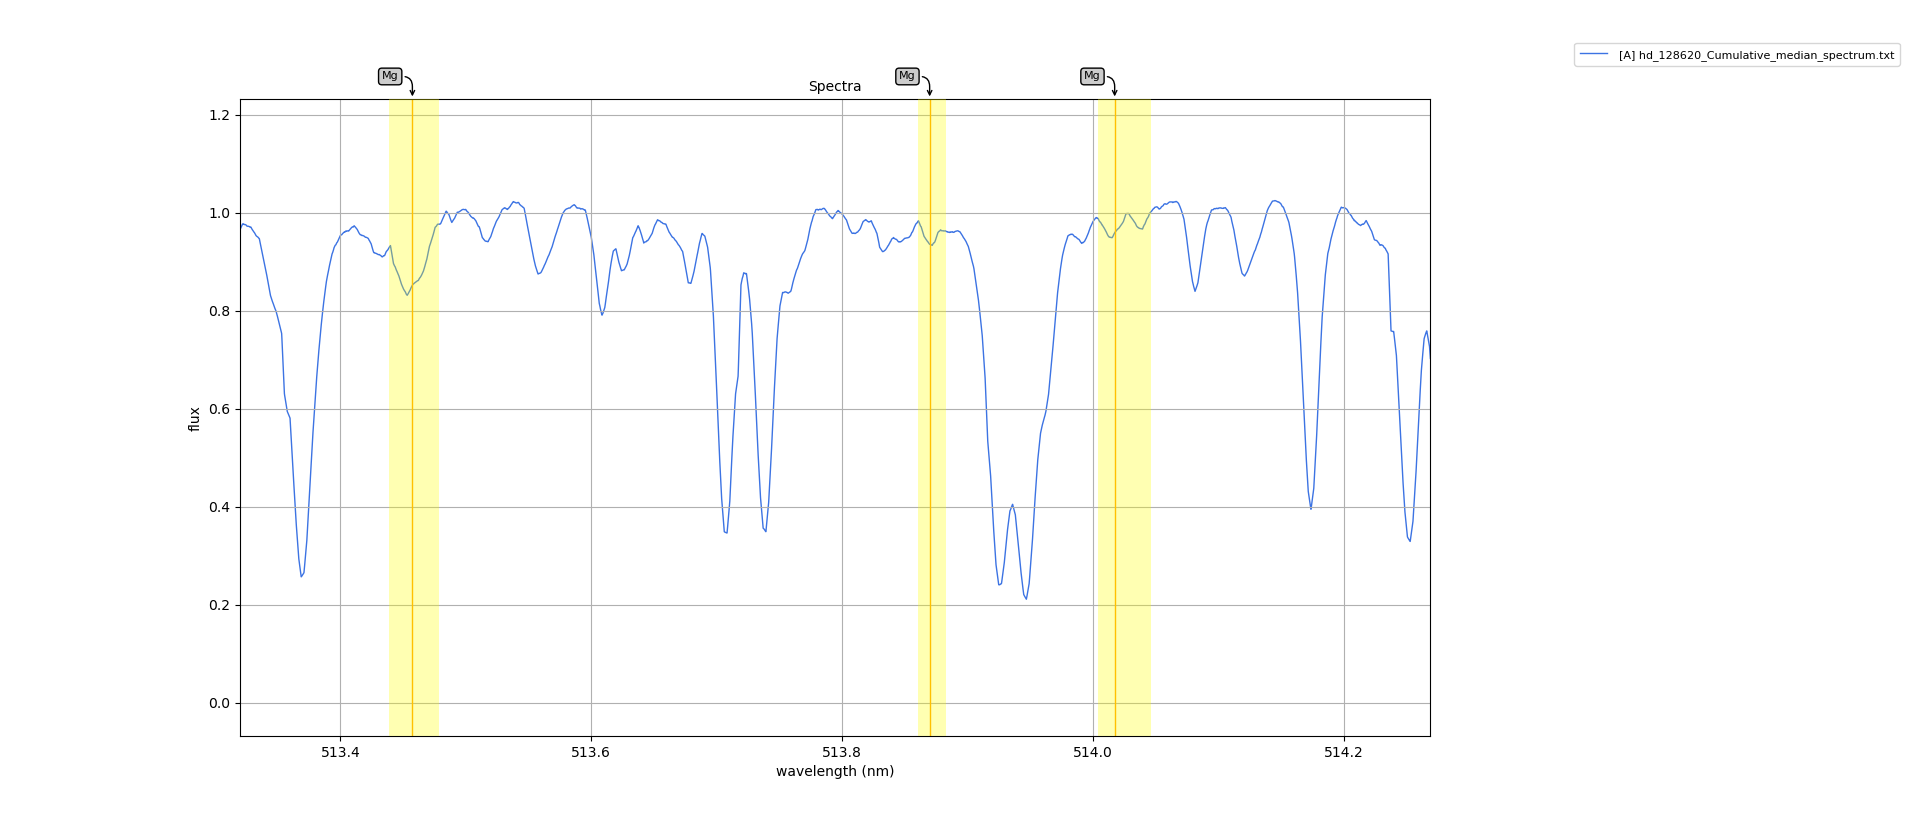 [A] hd_128620_Cumulative_median_spectrum.txt
Mg
Mg
Mg
Spectra
1.2
1.0
0.8
0.6
0.4
0.2
0.0
flux
513.4
513.6
513.8
514.0
514.2
wavelength (nm)